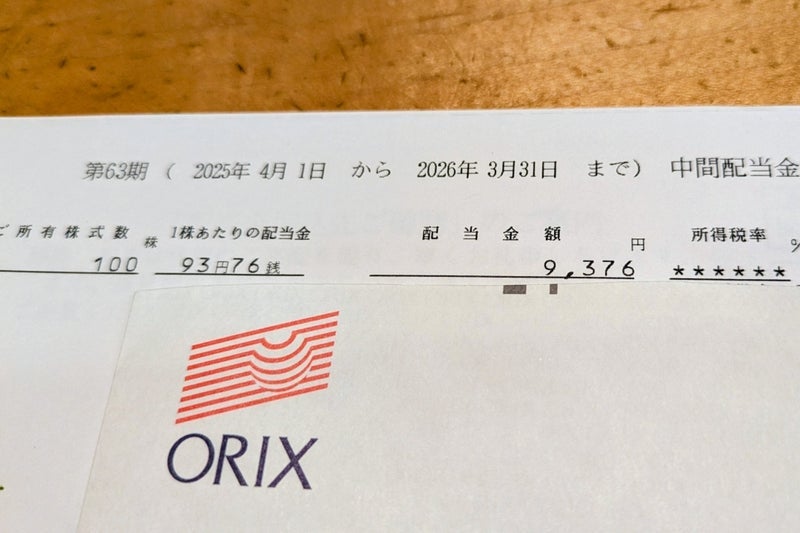 第63期 ( 2025年 4月 1日 から 2026年 3月31日 まで) 中間配当金
ご所有株式数 1株あたりの配当金 配当金額 所得税率
株 円 %
100 93円76銭 9,376 ******
ORIX